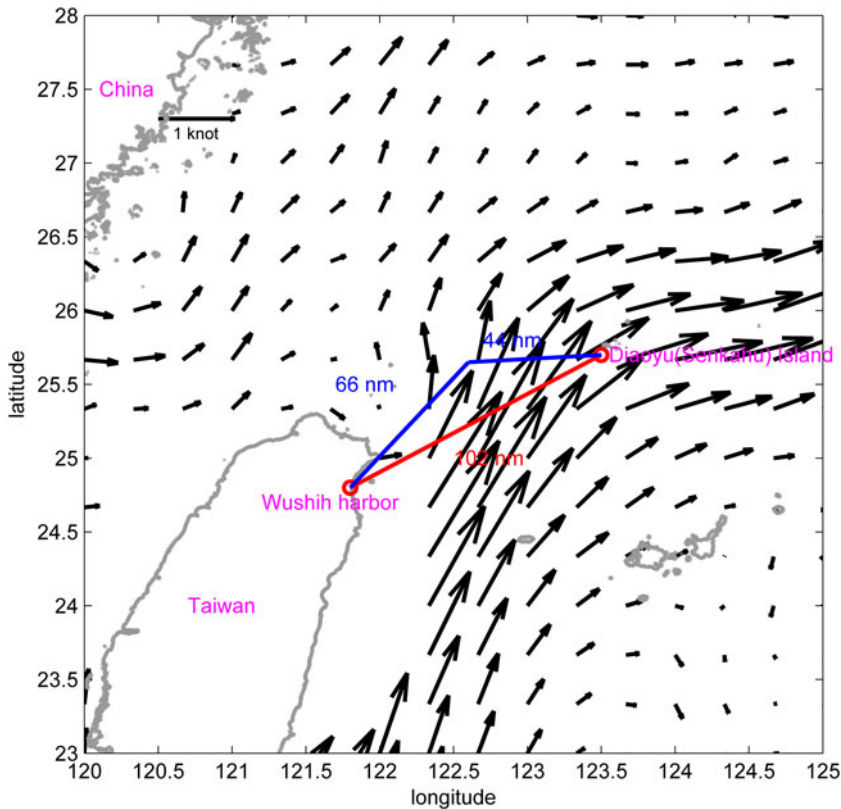 28
27.5
27
26.5
26
25.5
25
24.5
24
23.5
23
latitude
China
1 knot
44 nm
Diaoyu(Senkahu) Island
66 nm
102 nm
Wushih harbor
Taiwan
120 120.5 121 121.5 122 122.5 123 123.5 124 124.5 125
longitude